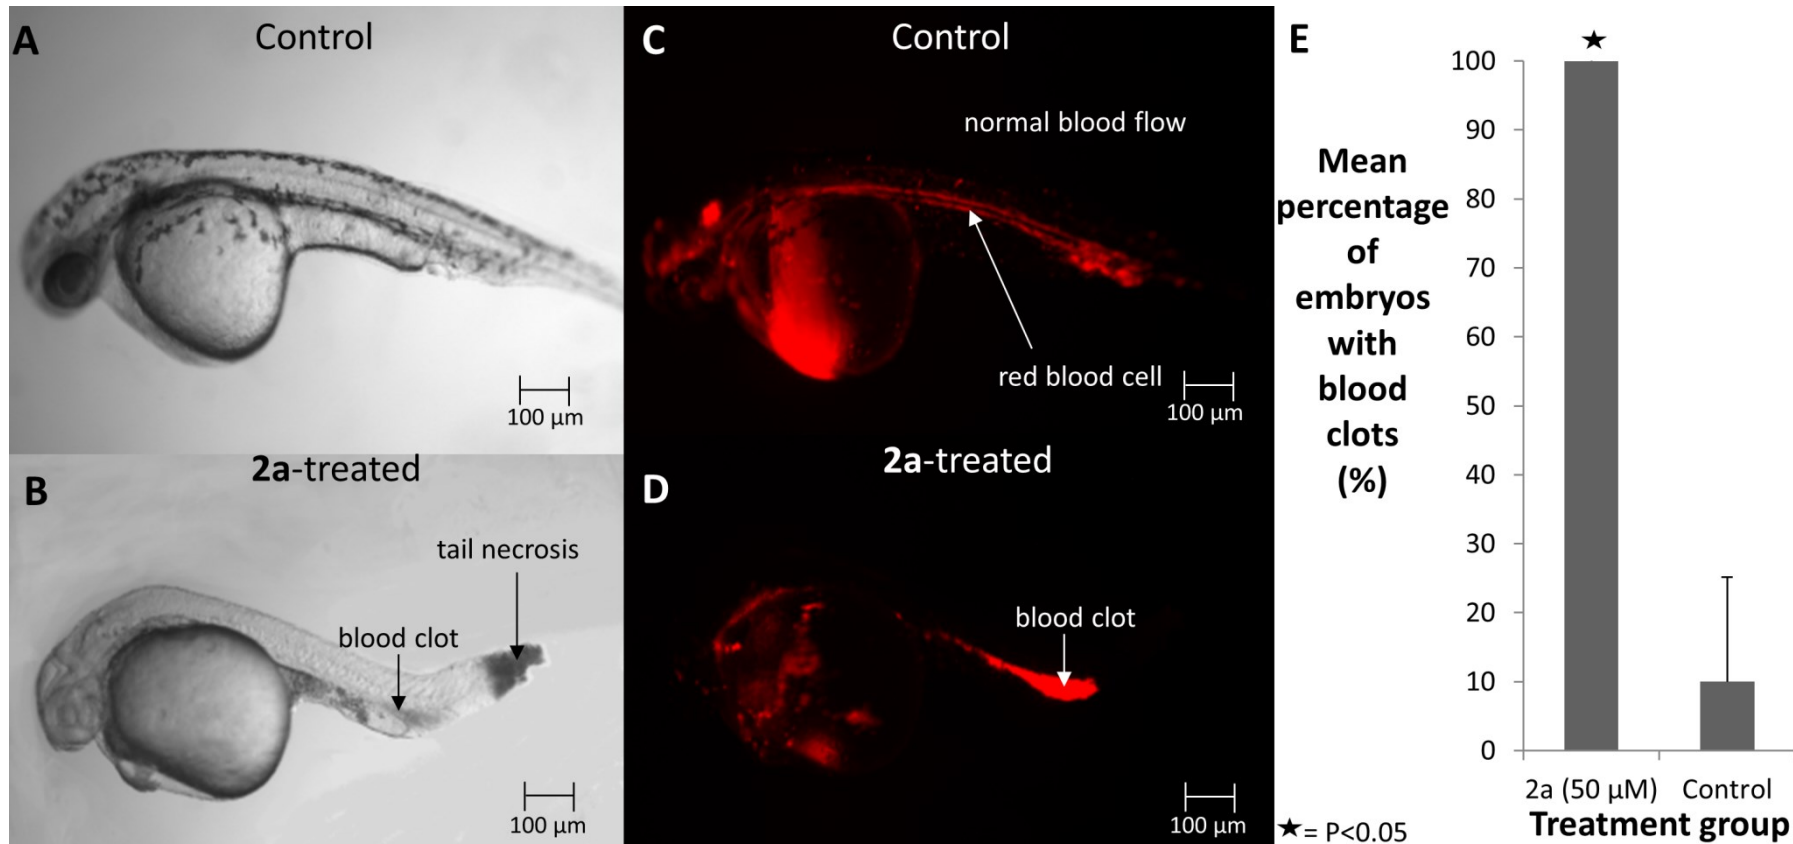 A
Control
100 µm
B
2a-treated
tail necrosis
blood clot
100 µm
C
Control
normal blood flow
red blood cell
100 µm
D
2a-treated
blood clot
100 µm
E
Mean
percentage
of
embryos
with
blood
clots
(%)
★
100
90
80
70
60
50
40
30
20
10
0
2a (50 µM) Control
Treatment group
★= P<0.05